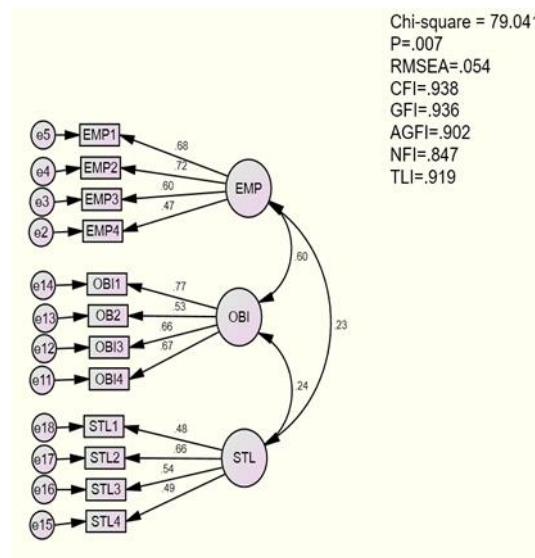 Chi-square = 79.041
P=.007
RMSEA=.054
CFI=.938
GFI=.936
AGFI=.902
NFI=.847
TLI=.919
e5 EMP1 .68
e4 EMP2 .72
e3 EMP3 .60
e2 EMP4 .47
EMP
.60
e14 OBI1 .77
e13 OB2 .53
e12 OBI3 .66
e11 OBI4 .67
OBI
.23
.24
e18 STL1 .48
e17 STL2 .66
e16 STL3 .54
e15 STL4 .49
STL